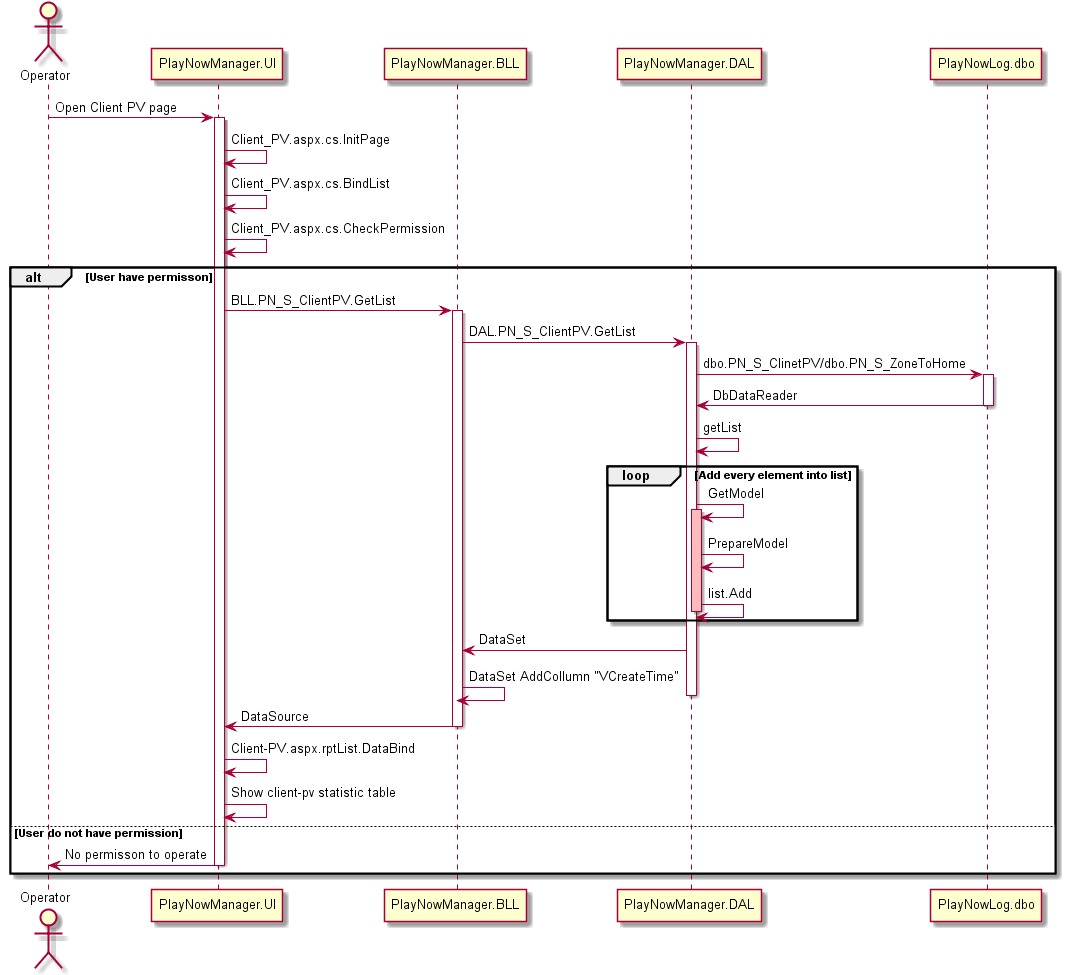 Operator
PlayNowManager.UI
PlayNowManager.BLL
PlayNowManager.DAL
PlayNowLog.dbo
Open Client PV page
Client_PV.aspx.cs.InitPage
Client_PV.aspx.cs.BindList
Client_PV.aspx.cs.CheckPermission
alt [User have permisson]
BLL.PN_S_ClientPV.GetList
DAL.PN_S_ClientPV.GetList
dbo.PN_S_ClinetPV/dbo.PN_S_ZoneToHome
DbDataReader
getList
loop [Add every element into list]
GetModel
PrepareModel
list.Add
DataSet
DataSet AddCollumn "VCreateTime"
DataSource
Client-PV.aspx.rptList.DataBind
Show client-pv statistic table
[User do not have permission]
No permisson to operate
Operator
PlayNowManager.UI
PlayNowManager.BLL
PlayNowManager.DAL
PlayNowLog.dbo